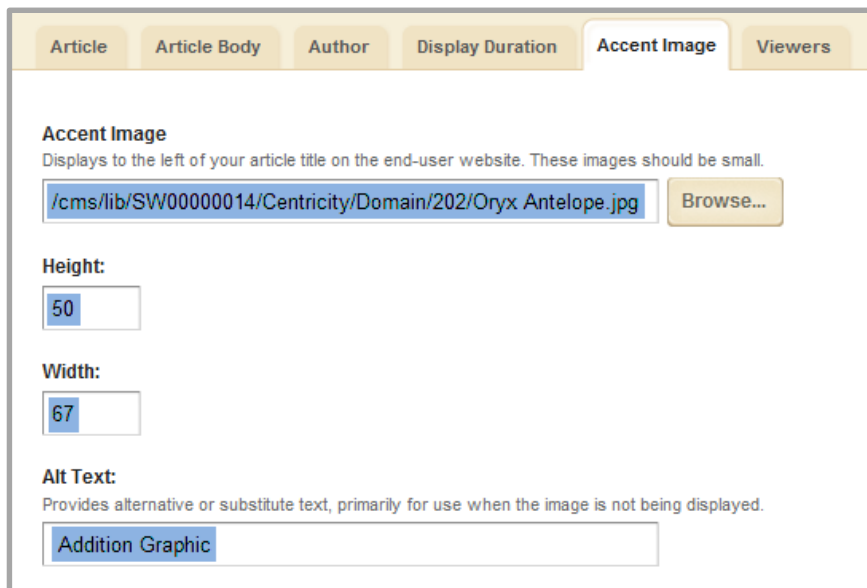 Article Article Body Author Display Duration Accent Image Viewers
Accent Image
Displays to the left of your article title on the end-user website. These images should be small.
/cms/lib/SW00000014/Centricity/Domain/202/Oryx Antelope.jpg Browse...
Height:
50
Width:
67
Alt Text:
Provides alternative or substitute text, primarily for use when the image is not being displayed.
Addition Graphic